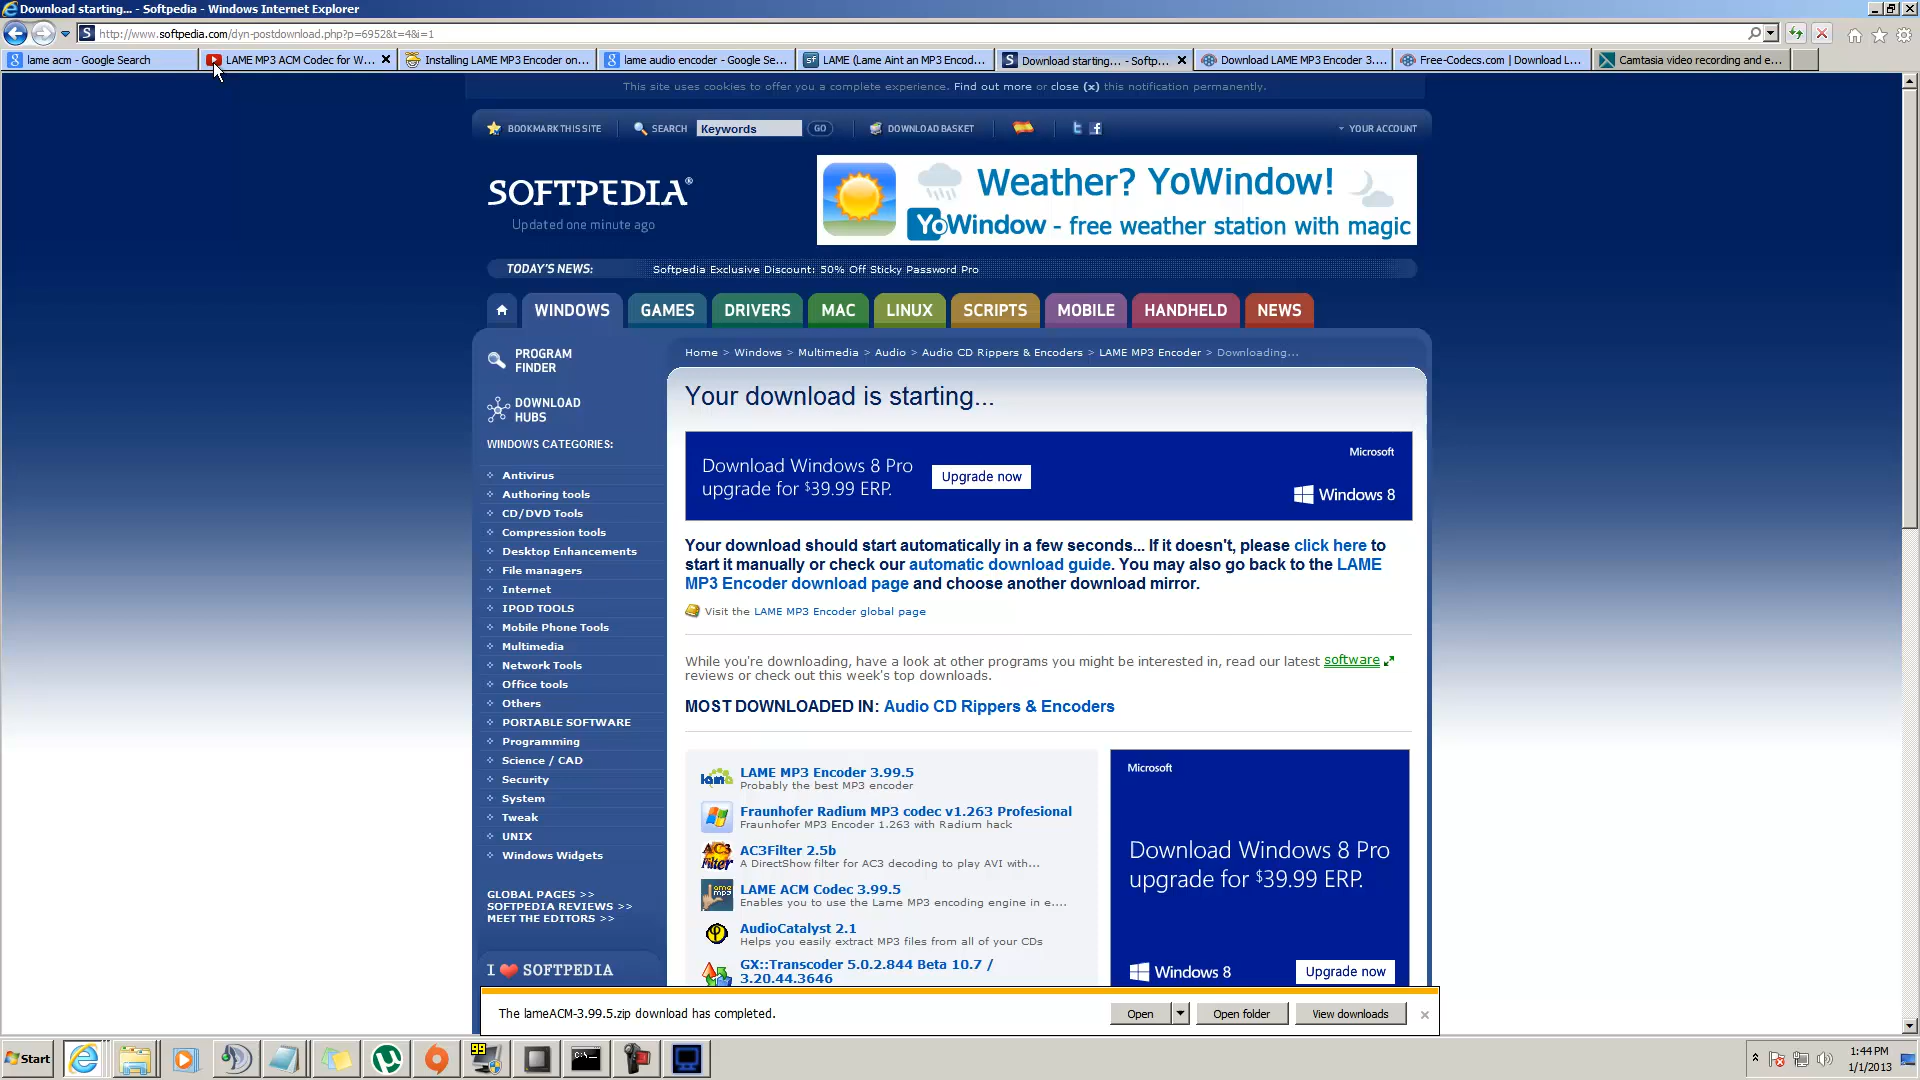 Download starting... - Softpedia - Windows Internet Explorer
http://www.softpedia.com/dyn-postdownload.php?p=6952&t=4&i=1
lame acm - Google Search
LAME MP3 ACM Codec for W...
Installing LAME MP3 Encoder on...
lame audio encoder - Google Se...
LAME (Lame Aint an MP3 Encod...
Download starting... - Softp...
Download LAME MP3 Encoder 3....
Free-Codecs.com | Download L...
Camtasia video recording and e...
This site uses cookies to offer you a complete experience. Find out more or close (x) this notification permanently.
BOOKMARK THIS SITE
SEARCH
Keywords
GO
DOWNLOAD BASKET
YOUR ACCOUNT
SOFTPEDIA®
Updated one minute ago
Weather? YoWindow!
YoWindow - free weather station with magic
TODAY'S NEWS:
Softpedia Exclusive Discount: 50% Off Sticky Password Pro
WINDOWS
GAMES
DRIVERS
MAC
LINUX
SCRIPTS
MOBILE
HANDHELD
NEWS
PROGRAM
FINDER
DOWNLOAD
HUBS
WINDOWS CATEGORIES:
Antivirus
Authoring tools
CD/DVD Tools
Compression tools
Desktop Enhancements
File managers
Internet
IPOD TOOLS
Mobile Phone Tools
Multimedia
Network Tools
Office tools
Others
PORTABLE SOFTWARE
Programming
Science / CAD
Security
System
Tweak
UNIX
Windows Widgets
GLOBAL PAGES >>
SOFTPEDIA REVIEWS >>
MEET THE EDITORS >>
I SOFTPEDIA
Home > Windows > Multimedia > Audio > Audio CD Rippers & Encoders > LAME MP3 Encoder > Downloading...
Your download is starting...
Download Windows 8 Pro
upgrade for $39.99 ERP.
Upgrade now
Microsoft
Windows 8
Your download should start automatically in a few seconds... If it doesn't, please click here to
start it manually or check our automatic download guide. You may also go back to the LAME
MP3 Encoder download page and choose another download mirror.
Visit the LAME MP3 Encoder global page
While you're downloading, have a look at other programs you might be interested in, read our latest software
reviews or check out this week's top downloads.
MOST DOWNLOADED IN: Audio CD Rippers & Encoders
LAME MP3 Encoder 3.99.5
Probably the best MP3 encoder
Fraunhofer Radium MP3 codec v1.263 Profesional
Fraunhofer MP3 Encoder 1.263 with Radium hack
AC3Filter 2.5b
A DirectShow filter for AC3 decoding to play AVI with...
LAME ACM Codec 3.99.5
Enables you to use the Lame MP3 encoding engine in e....
AudioCatalyst 2.1
Helps you easily extract MP3 files from all of your CDs
GX::Transcoder 5.0.2.844 Beta 10.7 /
3.20.44.3646
Microsoft
Download Windows 8 Pro
upgrade for $39.99 ERP.
Windows 8
Upgrade now
The lameACM-3.99.5.zip download has completed.
Open
Open folder
View downloads
Start
99
1:44 PM
1/1/2013